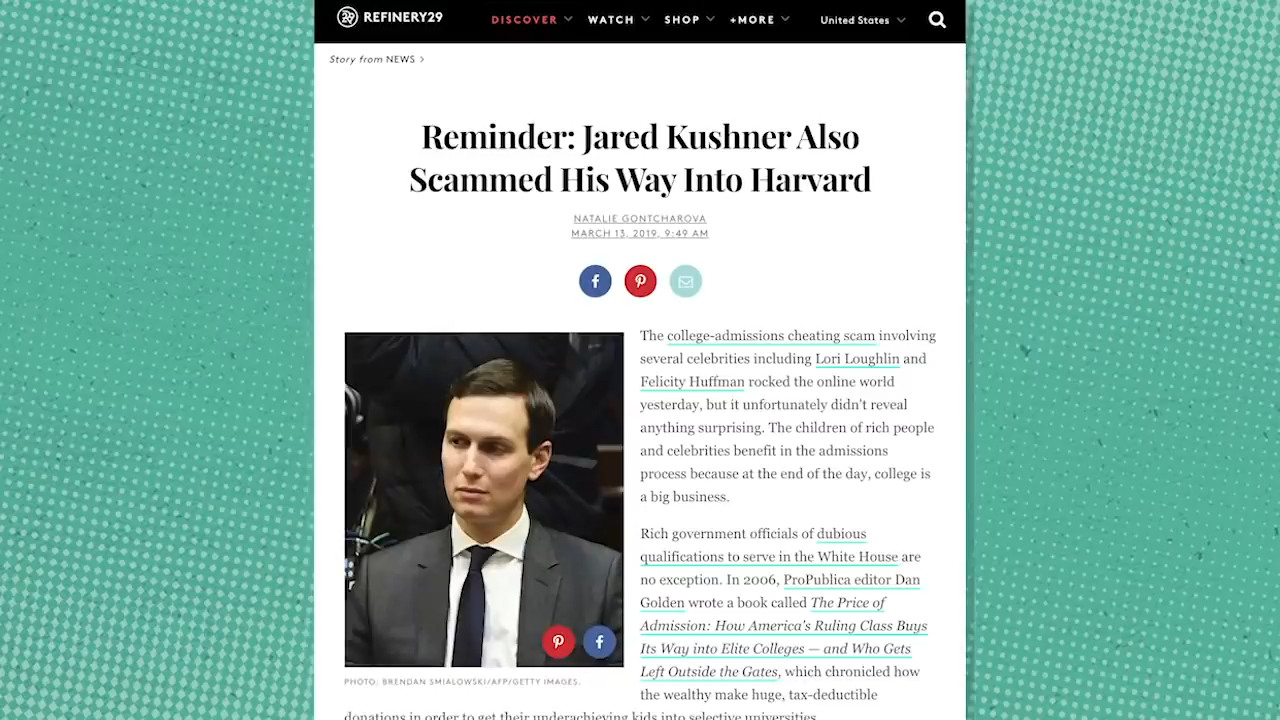 REFINERY29 DISCOVER WATCH SHOP +MORE United States
Story from NEWS >
Reminder: Jared Kushner Also
Scammed His Way Into Harvard
NATALIE GONTCHAROVA
MARCH 13, 2019, 9:49 AM
The college-admissions cheating scam involving
several celebrities including Lori Loughlin and
Felicity Huffman rocked the online world
yesterday, but it unfortunately didn't reveal
anything surprising. The children of rich people
and celebrities benefit in the admissions
process because at the end of the day, college is
a big business.
Rich government officials of dubious
qualifications to serve in the White House are
no exception. In 2006, ProPublica editor Dan
Golden wrote a book called The Price of
Admission: How America's Ruling Class Buys
Its Way into Elite Colleges — and Who Gets
Left Outside the Gates, which chronicled how
the wealthy make huge, tax-deductible
donations in order to get their underachieving kids into selective universities.
PHOTO: BRENDAN SMIALOWSKI/AFP/GETTY IMAGES.